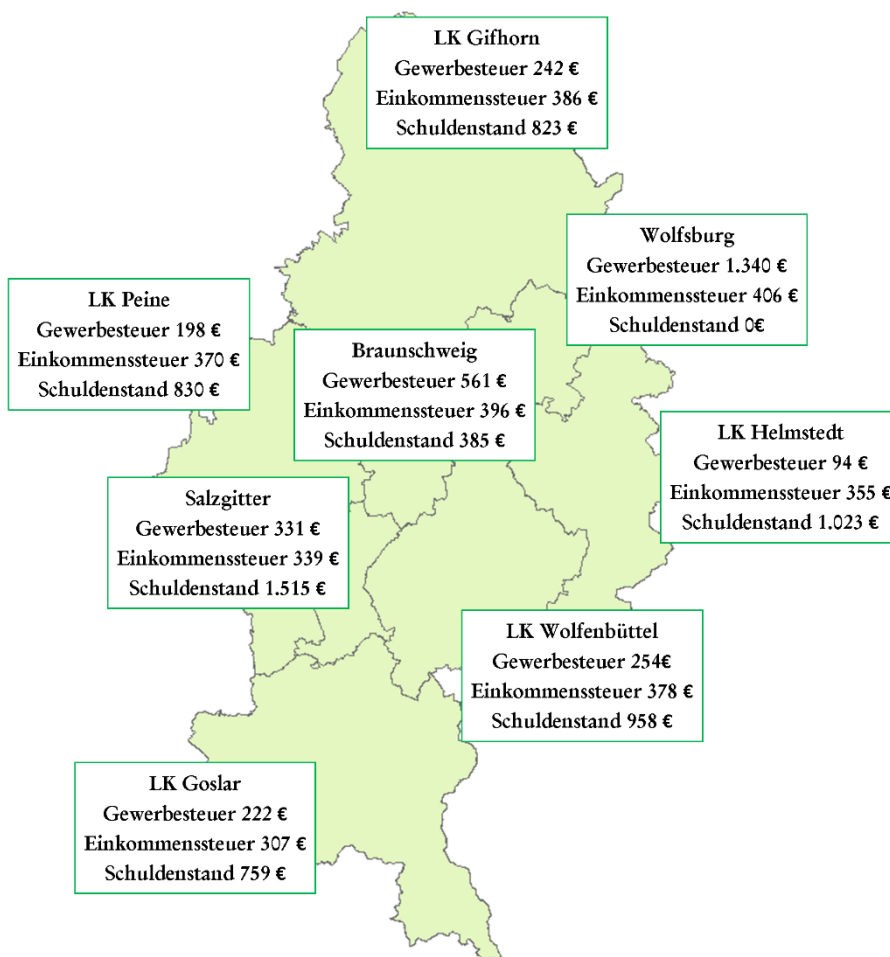 LK Gifhorn
Gewerbesteuer 242 €
Einkommenssteuer 386 €
Schuldenstand 823 €
Wolfsburg
Gewerbesteuer 1.340 €
Einkommenssteuer 406 €
Schuldenstand 0€
LK Peine
Gewerbesteuer 198 €
Einkommenssteuer 370 €
Schuldenstand 830 €
Braunschweig
Gewerbesteuer 561 €
Einkommenssteuer 396 €
Schuldenstand 385 €
LK Helmstedt
Gewerbesteuer 94 €
Einkommenssteuer 355 €
Schuldenstand 1.023 €
Salzgitter
Gewerbesteuer 331 €
Einkommenssteuer 339 €
Schuldenstand 1.515 €
LK Wolfenbüttel
Gewerbesteuer 254€
Einkommenssteuer 378 €
Schuldenstand 958 €
LK Goslar
Gewerbesteuer 222 €
Einkommenssteuer 307 €
Schuldenstand 759 €